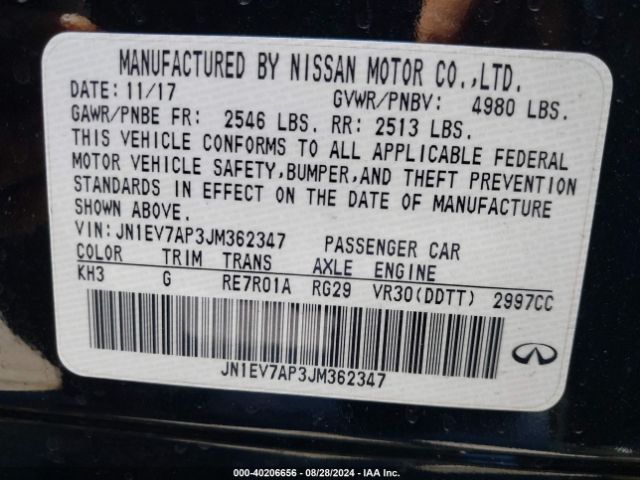 MANUFACTURED BY NISSAN MOTOR CO.,LTD.
DATE: 11/17 GVWR/PNBV: 4980 LBS.
GAWR/PNBE FR: 2546 LBS. RR: 2513 LBS.
THIS VEHICLE CONFORMS TO ALL APPLICABLE FEDERAL
MOTOR VEHICLE SAFETY,BUMPER,AND THEFT PREVENTION
STANDARDS IN EFFECT ON THE DATE OF MANUFACTURE
SHOWN ABOVE.
VIN:JN1EV7AP3JM362347 PASSENGER CAR
COLOR TRIM TRANS AXLE ENGINE
KH3 G RE7R01A RG29 VR30(DDTT) 2997CC
JN1EV7AP3JM362347
000-40206656 - 08/28/2024 - IAA Inc.